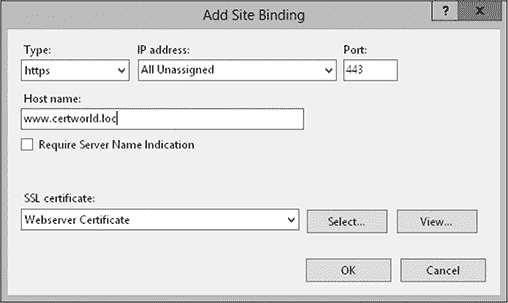 Add Site Binding
? x
Type: IP address: Port:
https All Unassigned 443
Host name:
www.certworld.loc
Require Server Name Indication
SSL certificate:
Webserver Certificate Select... View...
OK Cancel